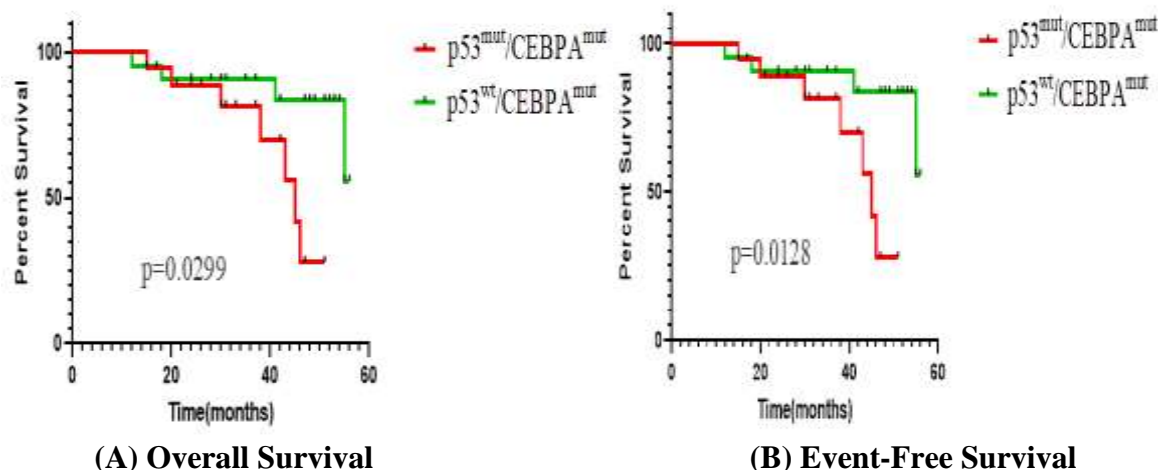 p53mut/CEBPAmut
p53wt/CEBPAmut
Percent Survival
100
50
0
p=0.0299
0 20 40 60
Time(months)
(A) Overall Survival
p53mut/CEBPAmut
p53wt/CEBPAmut
Percent Survival
100
50
0
p=0.0128
0 20 40 60
Time(months)
(B) Event-Free Survival